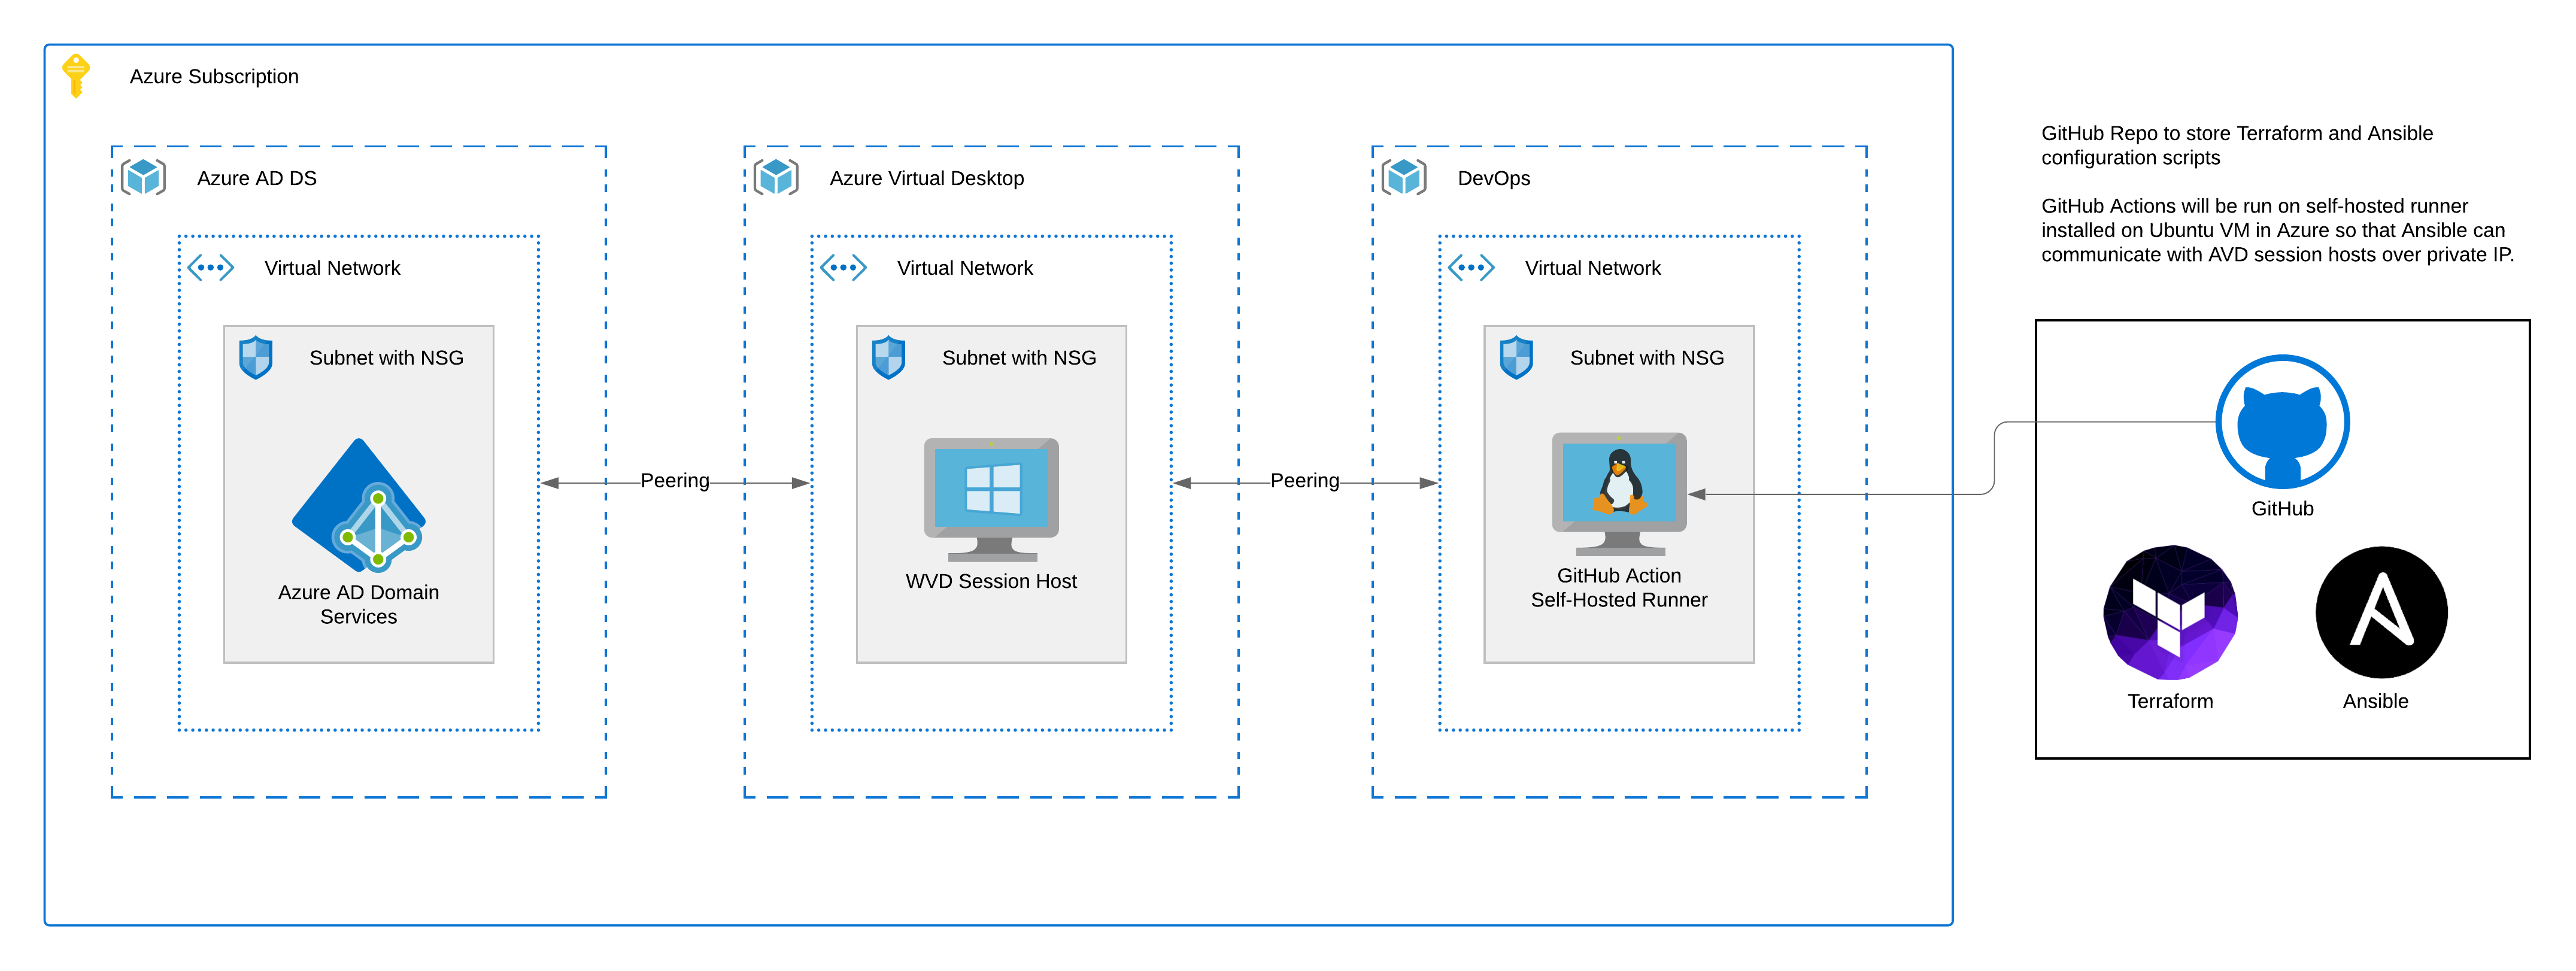 Azure Subscription
Azure AD DS
Virtual Network
Subnet with NSG
Azure AD Domain
Services
Peering
Azure Virtual Desktop
Virtual Network
Subnet with NSG
WVD Session Host
Peering
DevOps
Virtual Network
Subnet with NSG
GitHub Action
Self-Hosted Runner
GitHub Repo to store Terraform and Ansible
configuration scripts
GitHub Actions will be run on self-hosted runner
installed on Ubuntu VM in Azure so that Ansible can
communicate with AVD session hosts over private IP.
GitHub
Terraform
Ansible